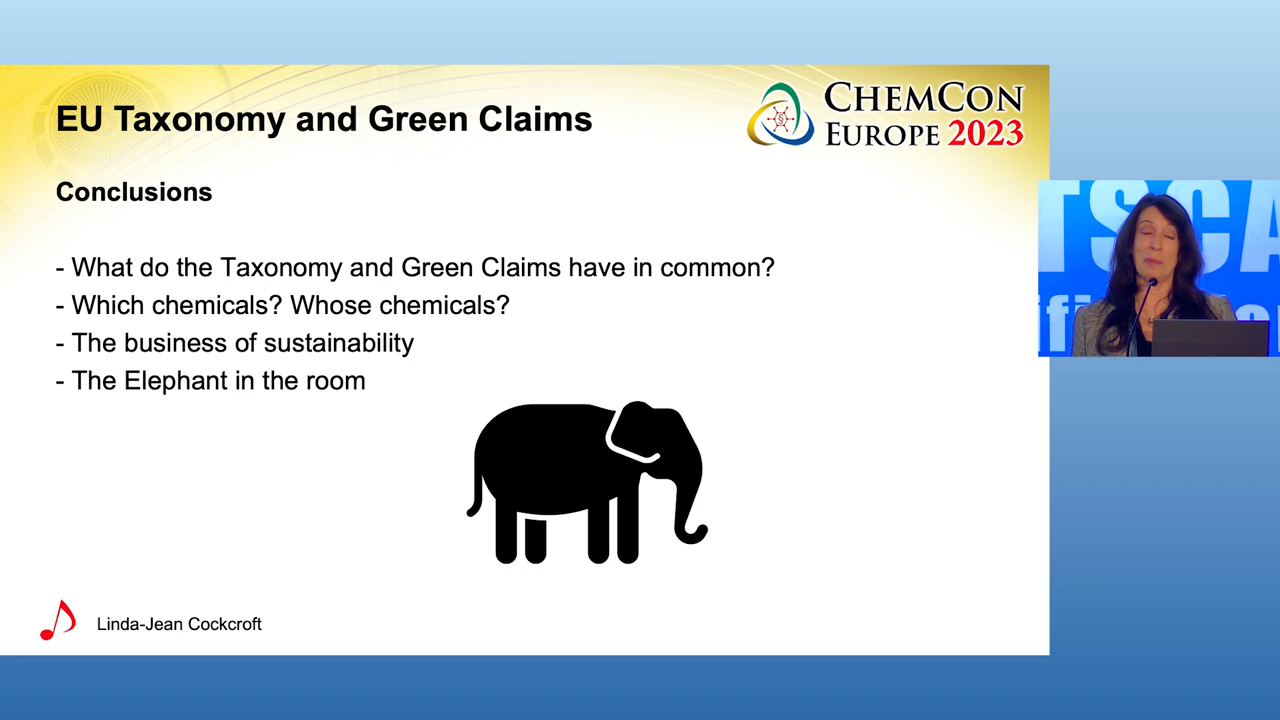 EU Taxonomy and Green Claims
CHEMCON
EUROPE 2023
Conclusions
- What do the Taxonomy and Green Claims have in common?
- Which chemicals? Whose chemicals?
- The business of sustainability
- The Elephant in the room
TSCA
Linda-Jean Cockcroft